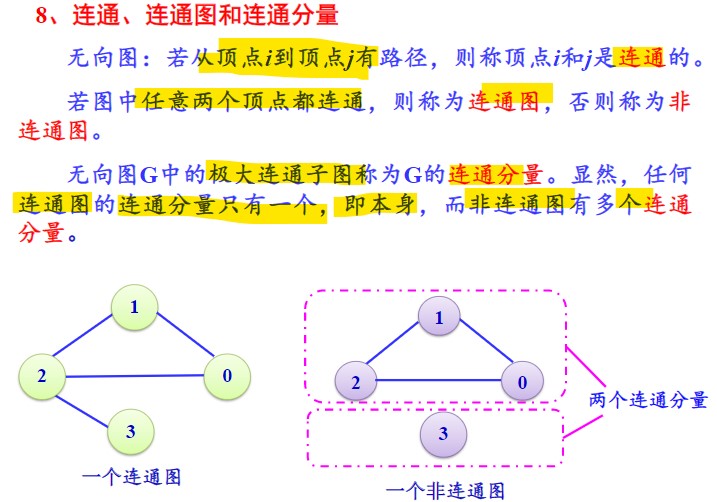 8、连通、连通图和连通分量
无向图：若从顶点i到顶点j有路径，则称顶点i和j是连通的。
若图中任意两个顶点都连通，则称为连通图，否则称为非
连通图。
无向图G中的极大连通子图称为G的连通分量。显然，任何
连通图的连通分量只有一个，即本身，而非连通图有多个连通
分量。
1
2
0
3
一个连通图
1
2
0
3
两个连通分量
一个非连通图